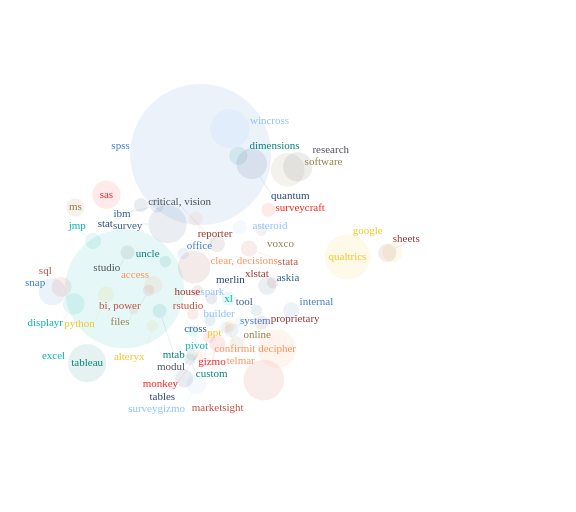 wincross
spss
dimensions
research
software
sas
quantum
critical, vision
ms
ibm
surveycraft
jmp
stat
survey
asteroid
google
reporter
sheets
office
voxco
uncle
qualtrics
studio
clear, decisions
stata
sql
access
xlstat
askia
snap
merlin
house
spark
xl
tool
internal
bi, power
rstudio
builder
displayr
python
files
system
proprietary
cross
ppt
online
pivot
confirmit
decipher
excel
alteryx
mtab
tableau
modul
gizmo
telmar
custom
monkey
tables
surveygizmo
marketsight